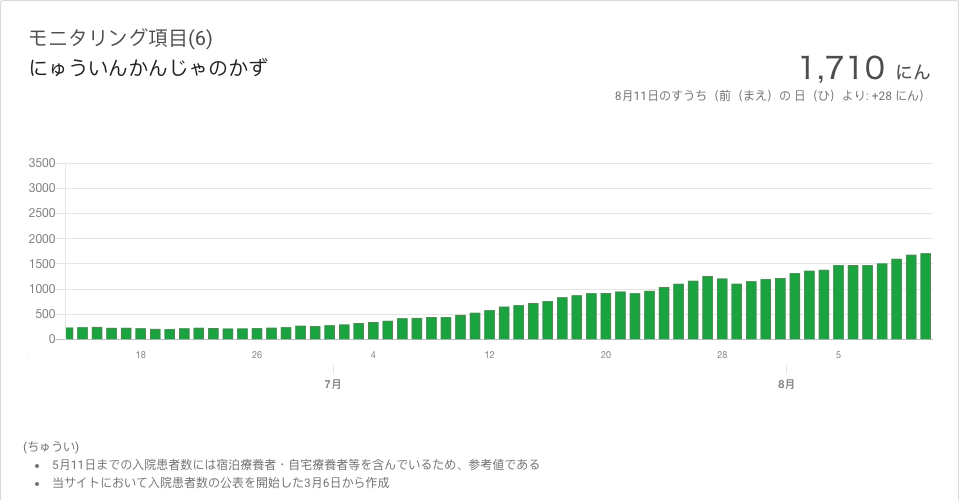 モニタリング項目(6)
にゅういんかんじゃのかず
1,710 にん
8月11日のすうち（前（まえ）の 日（ひ）より: +28 にん）
3500
3000
2500
2000
1500
1000
500
0
18 26 4 12 20 28 5
7月 8月
(ちゅうい)
• 5月11日までの入院患者数には宿泊療養者・自宅療養者等を含んでいるため、参考値である
• 当サイトにおいて入院患者数の公表を開始した3月6日から作成